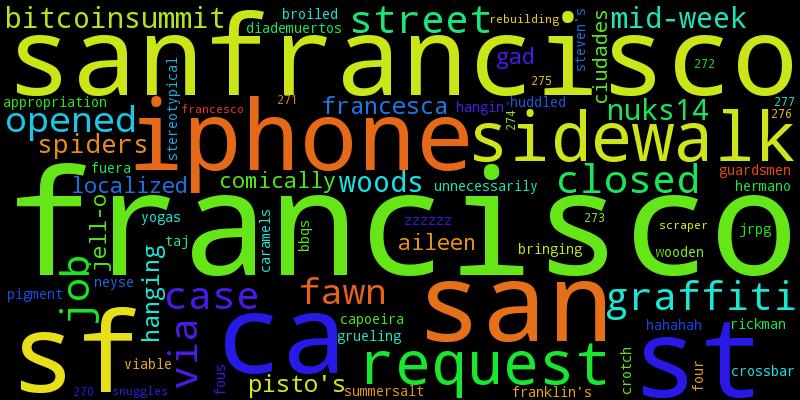 bitcoinsummit street broiled diademuertos rebuilding steven's mid-week
sanfrancisco
gad 275 ciudades 272
appropriation stereotypical francesco 271 francesca hangin' huddled 277
opened iphone 274 nuks14 276
spiders sidewalk
fuera guardsmen
localized comically woods unnecessarily closed hermano
francisco
jell-o yogas taj caramels bbqs zzzzzz 273 scraper jrpg
aileen bringing wooden
job neyse hanging
pigment case fawn san graffiti
sf via ca capoeira hahahah rickman
grueling st
viable request crotch four crossbar
270 snuggles fous pisto's summersalt franklin's